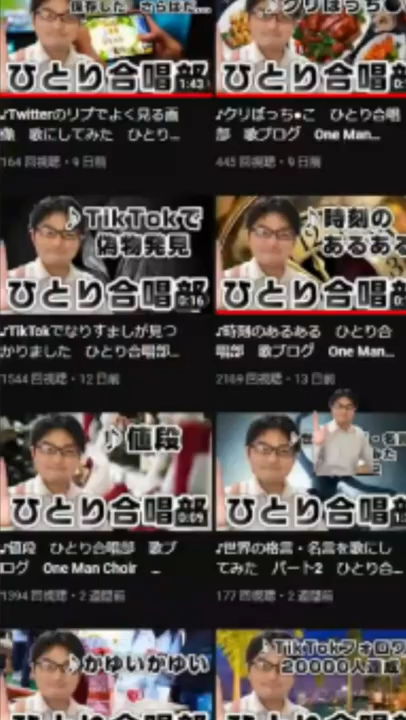 保存した
クリぼっち
ひとり合唱部
1:43
ひとり合唱部
♪Twitterのリプでよく見る画
像 歌にしてみた ひとり...
164 回視聴・9 日前
♪クリぼっち●こ ひとり合唱
部 歌ブログ One Man...
445 回視聴・9 日前
♪TikTokで
偽物発見
ひとり合唱部
0:16
♪時刻の
あるある
ひとり合唱部
♪TikTokでなりすましが見つ
かりました ひとり合唱部...
1544 回視聴・12 日前
♪時刻のあるある ひとり合
唱部 歌ブログ One Man...
2169 回視聴・13 日前
♪値段
ひとり合唱部
0:09
ひとり合唱部
♪値段 ひとり合唱部 歌ブ
ログ One Man Choir ...
1394 回視聴・2 週間前
♪世界の格言・名言を歌にし
てみた パート2 ひとり合...
177 回視聴・2 週間前
♪かゆいがゆい
♪TikTokフォロワ
20000人達成